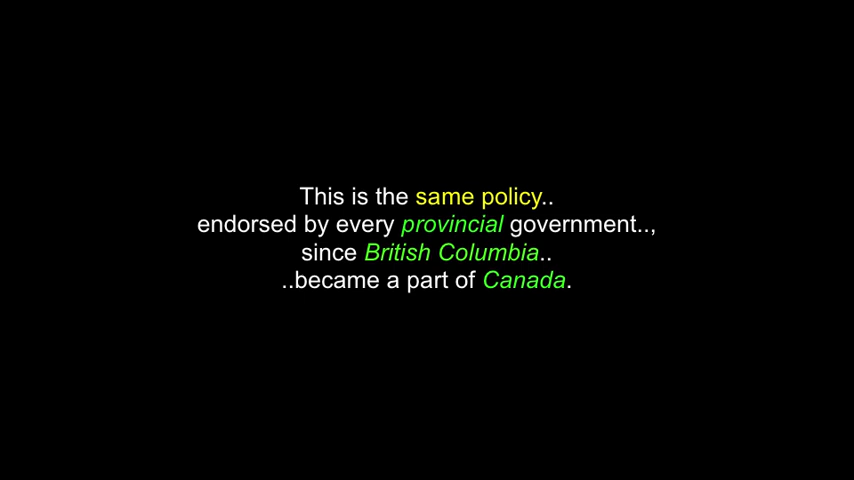 This is the same policy..
endorsed by every provincial government..,
since British Columbia..
..became a part of Canada.